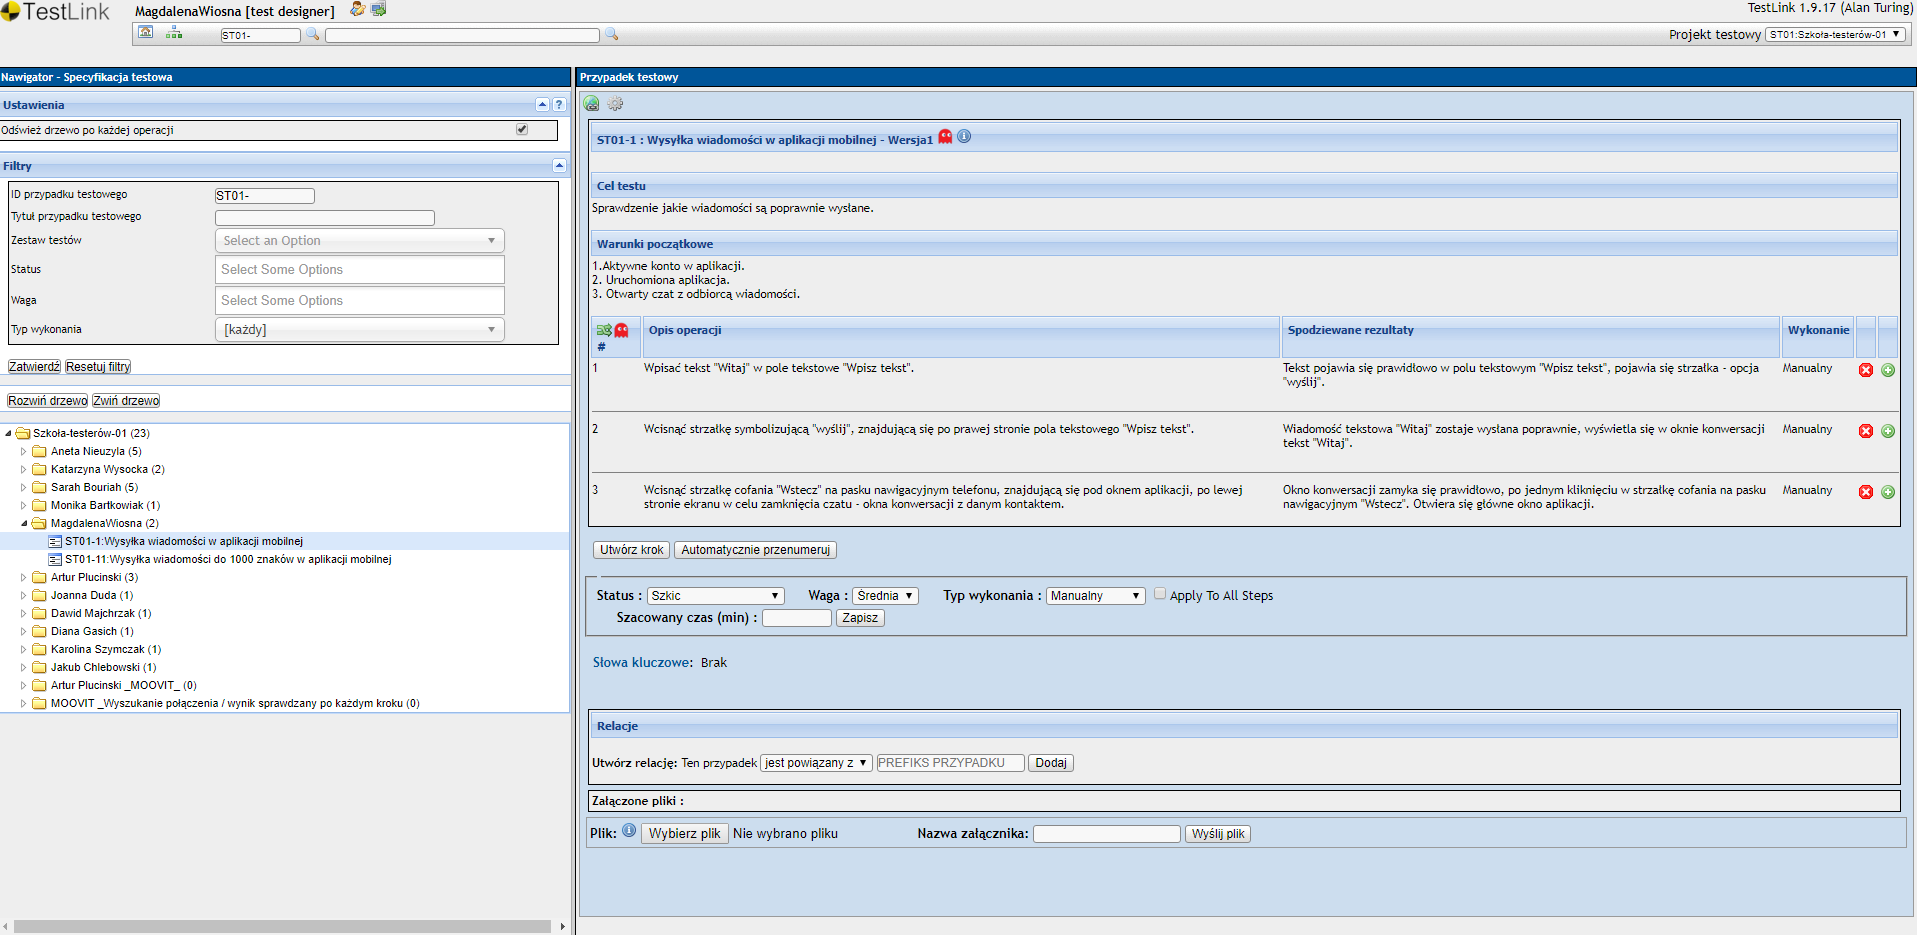 TestLink
MagdalenaWiosna [test designer]
TestLink 1.9.17 (Alan Turing)
ST01-
Projekt testowy
ST01:Szkoła-testerów-01
Nawigator - Specyfikacja testowa
Ustawienia
?
Odśwież drzewo po każdej operacji
Filtry
ID przypadku testowego
ST01-
Tytuł przypadku testowego
Zestaw testów
Select an Option
Status
Select Some Options
Waga
Select Some Options
Typ wykonania
[każdy]
Zatwierdź
Resetuj filtry
Rozwiń drzewo
Zwiń drzewo
Szkoła-testerów-01 (23)
Aneta Nieuzyla (5)
Katarzyna Wysocka (2)
Sarah Bouriah (5)
Monika Bartkowiak (1)
MagdalenaWiosna (2)
ST01-1:Wysyłka wiadomości w aplikacji mobilnej
ST01-11:Wysyłka wiadomości do 1000 znaków w aplikacji mobilnej
Artur Plucinski (3)
Joanna Duda (1)
Dawid Majchrzak (1)
Diana Gasich (1)
Karolina Szymczak (1)
Jakub Chlebowski (1)
Artur Plucinski _MOOVIT_ (0)
MOOVIT _Wyszukanie połączenia / wynik sprawdzany po każdym kroku (0)
Przypadek testowy
ST01-1 : Wysyłka wiadomości w aplikacji mobilnej - Wersja1
Cel testu
Sprawdzenie jakie wiadomości są poprawnie wysłane.
Warunki początkowe
1.Aktywne konto w aplikacji.
2. Uruchomiona aplikacja.
3. Otwarty czat z odbiorcą wiadomości.
#
Opis operacji
Spodziewane rezultaty
Wykonanie
1
Wpisać tekst "Witaj" w pole tekstowe "Wpisz tekst".
Tekst pojawia się prawidłowo w polu tekstowym "Wpisz tekst", pojawia się strzałka - opcja
"wyślij".
Manualny
2
Wcisnąć strzałkę symbolizującą "wyślij", znajdującą się po prawej stronie pola tekstowego "Wpisz tekst".
Wiadomość tekstowa "Witaj" zostaje wysłana poprawnie, wyświetla się w oknie konwersacji
tekst "Witaj".
Manualny
3
Wcisnąć strzałkę cofania "Wstecz" na pasku nawigacyjnym telefonu, znajdującą się pod oknem aplikacji, po lewej
stronie ekranu w celu zamknięcia czatu - okna konwersacji z danym kontaktem.
Okno konwersacji zamyka się prawidłowo, po jednym kliknięciu w strzałkę cofania na pasku
nawigacyjnym "Wstecz". Otwiera się główne okno aplikacji.
Manualny
Utwórz krok
Automatycznie przenumeruj
Status :
Szkic
Waga :
Średnia
Typ wykonania :
Manualny
Apply To All Steps
Szacowany czas (min) :
Zapisz
Słowa kluczowe: Brak
Relacje
Utwórz relację: Ten przypadek
jest powiązany z
PREFIKS PRZYPADKU
Dodaj
Załączone pliki :
Plik:
Wybierz plik
Nie wybrano pliku
Nazwa załącznika:
Wyślij plik